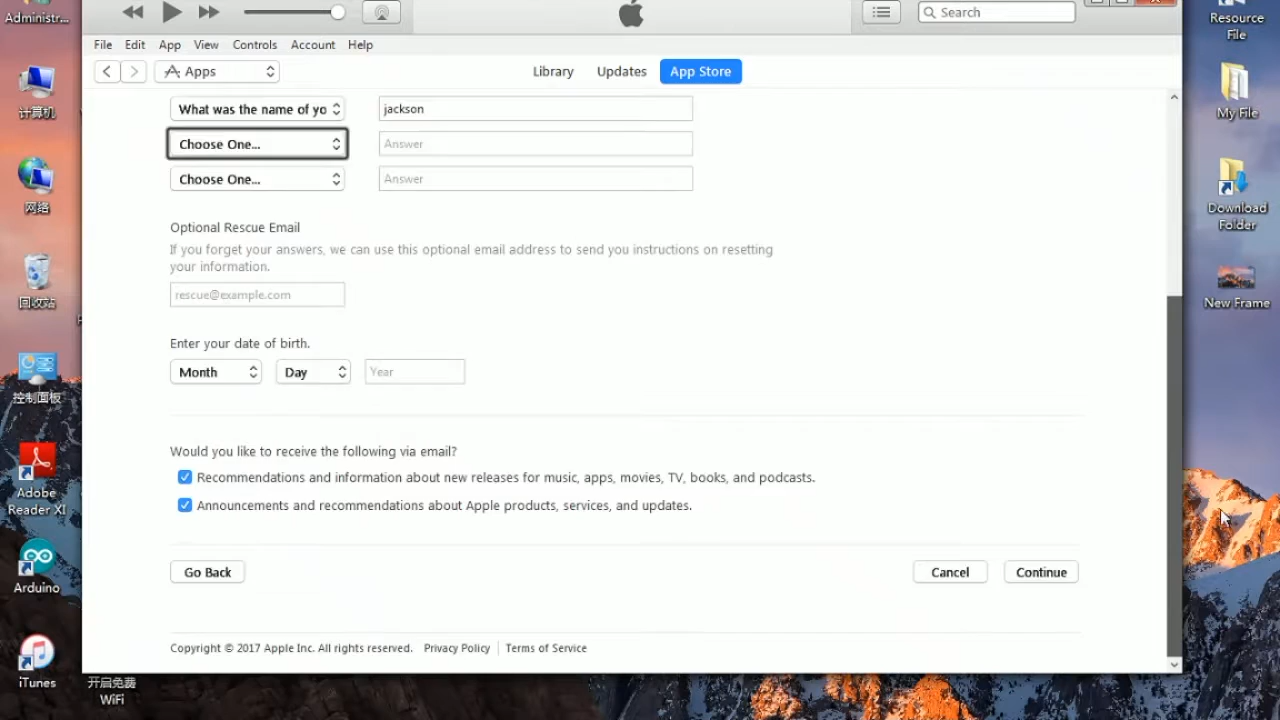 Administr...
Search
Resource
File
File Edit App View Controls Account Help
Apps
Library Updates App Store
计算机
My File
What was the name of yo
jackson
Choose One...
Answer
Choose One...
Answer
网络
Download
Folder
Optional Rescue Email
If you forget your answers, we can use this optional email address to send you instructions on resetting
your information.
rescue@example.com
回收站
New Frame
Enter your date of birth.
Month Day Year
控制面板
Would you like to receive the following via email?
Recommendations and information about new releases for music, apps, movies, TV, books, and podcasts.
Announcements and recommendations about Apple products, services, and updates.
Adobe
Reader XI
Go Back Cancel Continue
Arduino
Copyright © 2017 Apple Inc. All rights reserved. Privacy Policy Terms of Service
iTunes
开启免费
WiFi